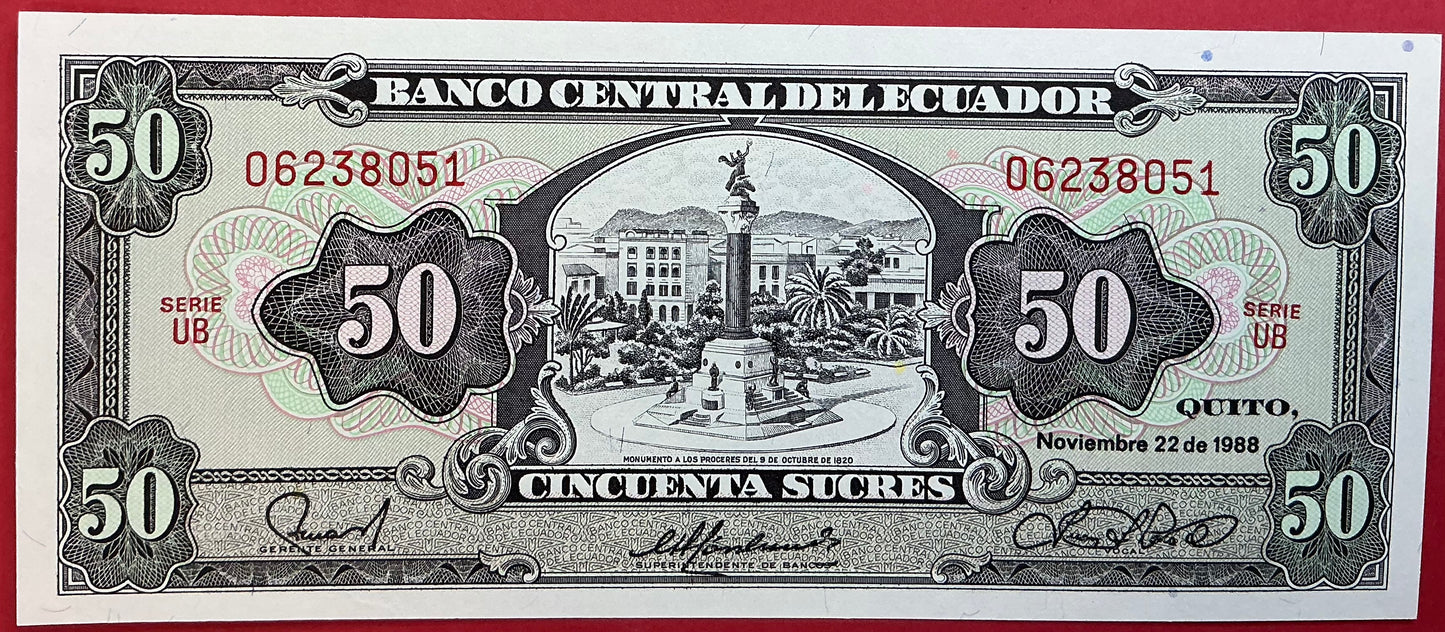 BANCO CENTRAL DEL ECUADOR
50
50
06238051
06238051
50
50
SERIE
UB
SERIE
UB
QUITO,
Noviembre 22 de 1988
MONUMENTO A LOS PROCERES DEL 9 DE OCTUBRE DE 1820
CINCUENTA SUCRES
50
50
GERENTE GENERAL
SUPERINTENDENTE DE BANCOS